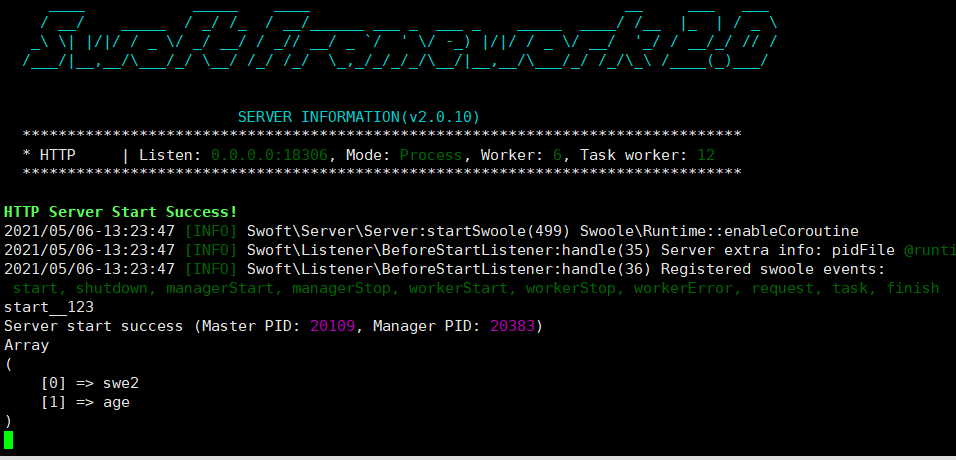 Swoft Framework 2.0
SERVER INFORMATION(v2.0.10)
********************************************************************************
* HTTP | Listen: 0.0.0.0:18306, Mode: Process, Worker: 6, Task worker: 12
********************************************************************************
HTTP Server Start Success!
2021/05/06-13:23:47 [INFO] Swoft\Server\Server:startSwoole(499) Swoole\Runtime::enableCoroutine
2021/05/06-13:23:47 [INFO] Swoft\Listener\BeforeStartListener:handle(35) Server extra info: pidFile @runti
2021/05/06-13:23:47 [INFO] Swoft\Listener\BeforeStartListener:handle(36) Registered swoole events:
start, shutdown, managerStart, managerStop, workerStart, workerStop, workerError, request, task, finish
start__123
Server start success (Master PID: 20109, Manager PID: 20383)
Array
(
[0] => swe2
[1] => age
)